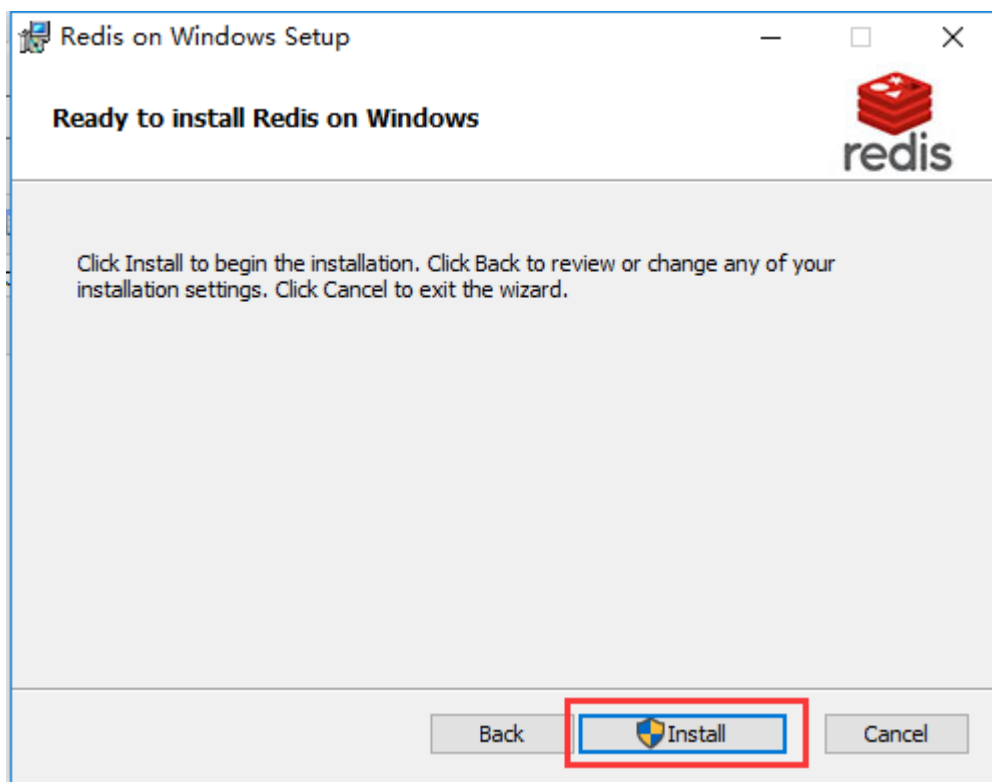 Redis on Windows Setup
Ready to install Redis on Windows
redis
Click Install to begin the installation. Click Back to review or change any of your
installation settings. Click Cancel to exit the wizard.
Back
Install
Cancel